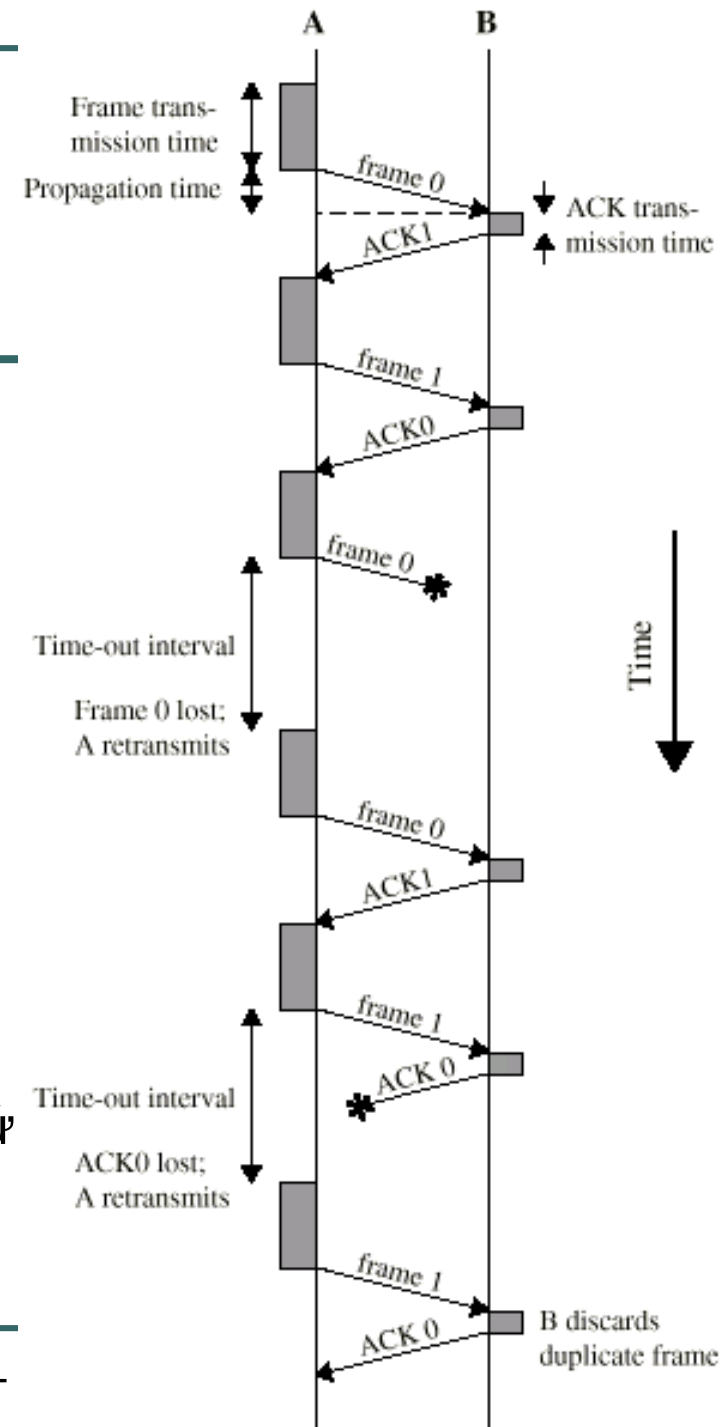 A B
Frame trans-
mission time
Propagation time
frame 0
ACK trans-
mission time
ACK1
frame 1
ACK0
frame 0
Time-out interval
Time
Frame 0 lost;
A retransmits
frame 0
ACK1
frame 1
ACK 0
Time-out interval
ACK0 lost;
A retransmits
frame 1
ACK 0
B discards
duplicate frame